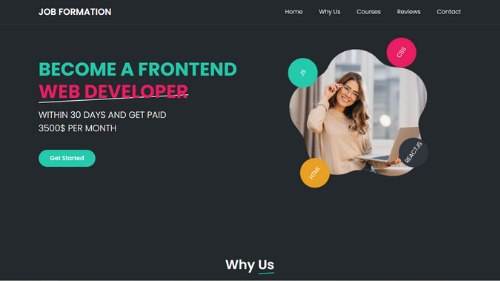 JOB FORMATION
Home Why Us Courses Reviews Contact
BECOME A FRONTEND
WEB DEVELOPER
WITHIN 30 DAYS AND GET PAID
3500$ PER MONTH
Get Started
JS
CSS
HTML
REACT.JS
Why Us